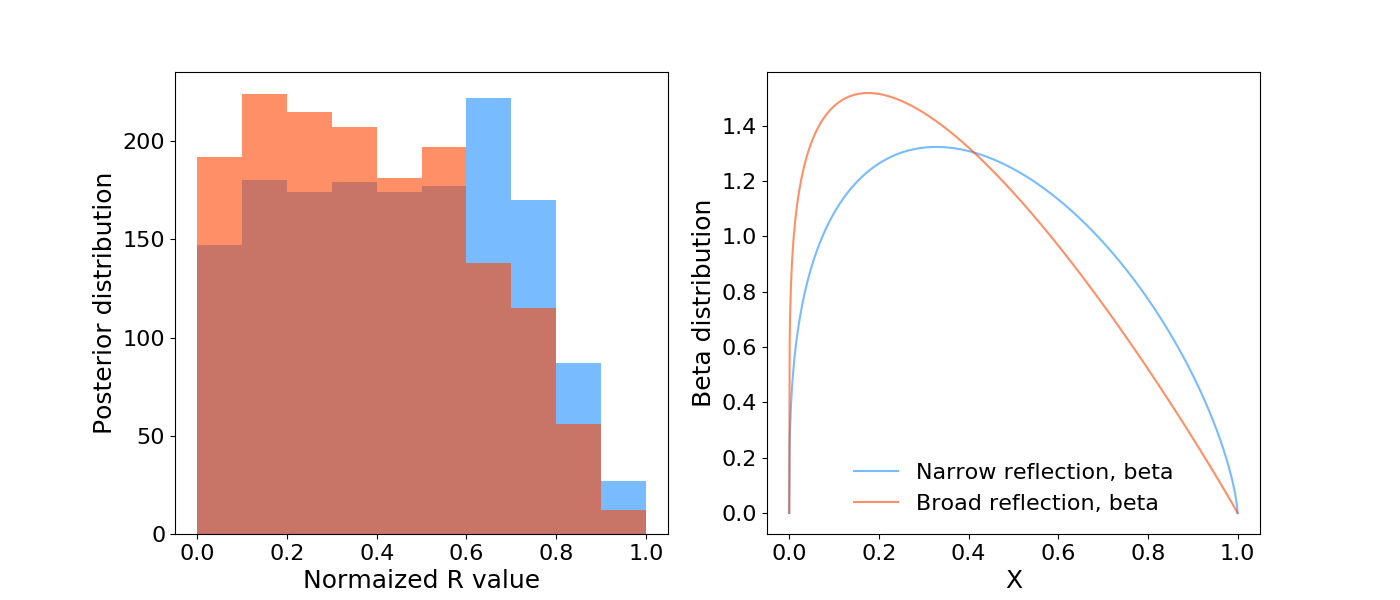 Posterior distribution
200
150
100
50
0
0.0 0.2 0.4 0.6 0.8 1.0
Normaized R value
Beta distribution
1.4
1.2
1.0
0.8
0.6
0.4
0.2
0.0
Narrow reflection, beta
Broad reflection, beta
0.0 0.2 0.4 0.6 0.8 1.0
X